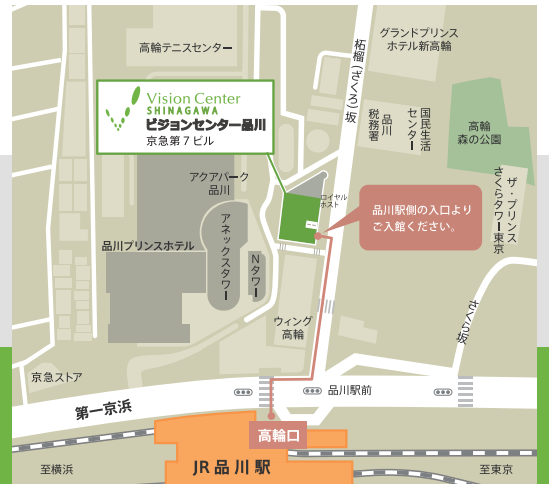 グランドプリンス
ホテル新高輪
高輪テニスセンター
柘榴(ざくろ)坂
Vision Center
SHINAGAWA
ビジョンセンター品川
京急第7ビル
品川
税務署
国民生活
センター
高輪
森の公園
アクアパーク
品川
ロイヤル
ホスト
品川駅側の入口より
ご入館ください。
ザ・プリンス
さくらタワー東京
品川プリンスホテル
アネックスタワー
Nタワー
ウィング
高輪
さくら坂
京急ストア
品川駅前
第一京浜
高輪口
JR品川駅
至横浜
至東京